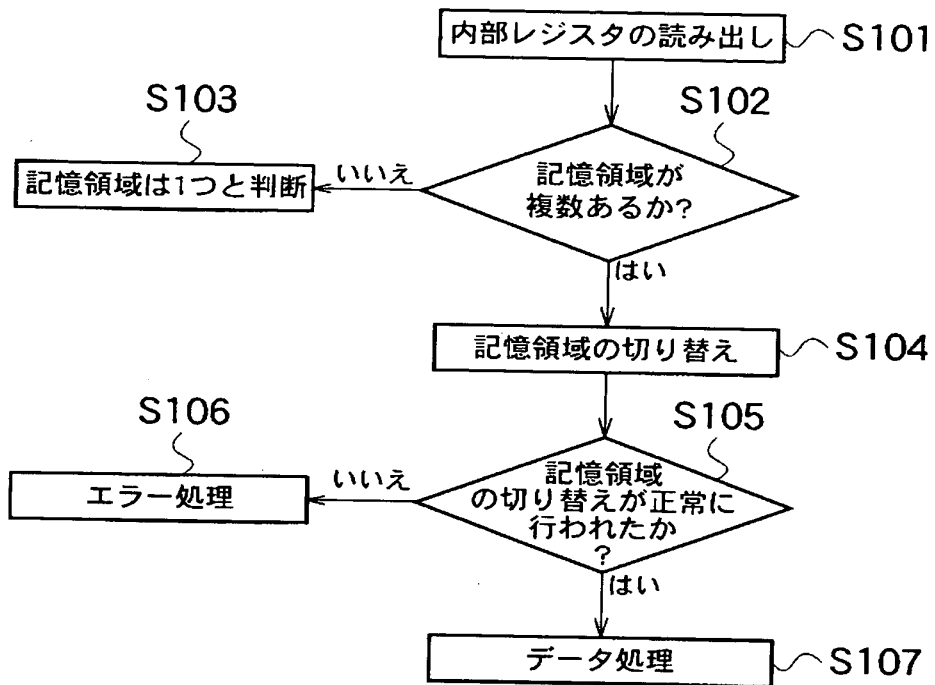 内部レジスタの読み出し
S101
S102
S103
記憶領域が
複数あるか?
いいえ
記憶領域は1つと判断
はい
記憶領域の切り替え
S104
S105
S106
記憶領域
の切り替えが正常に
行われたか
?
いいえ
エラー処理
はい
データ処理
S107